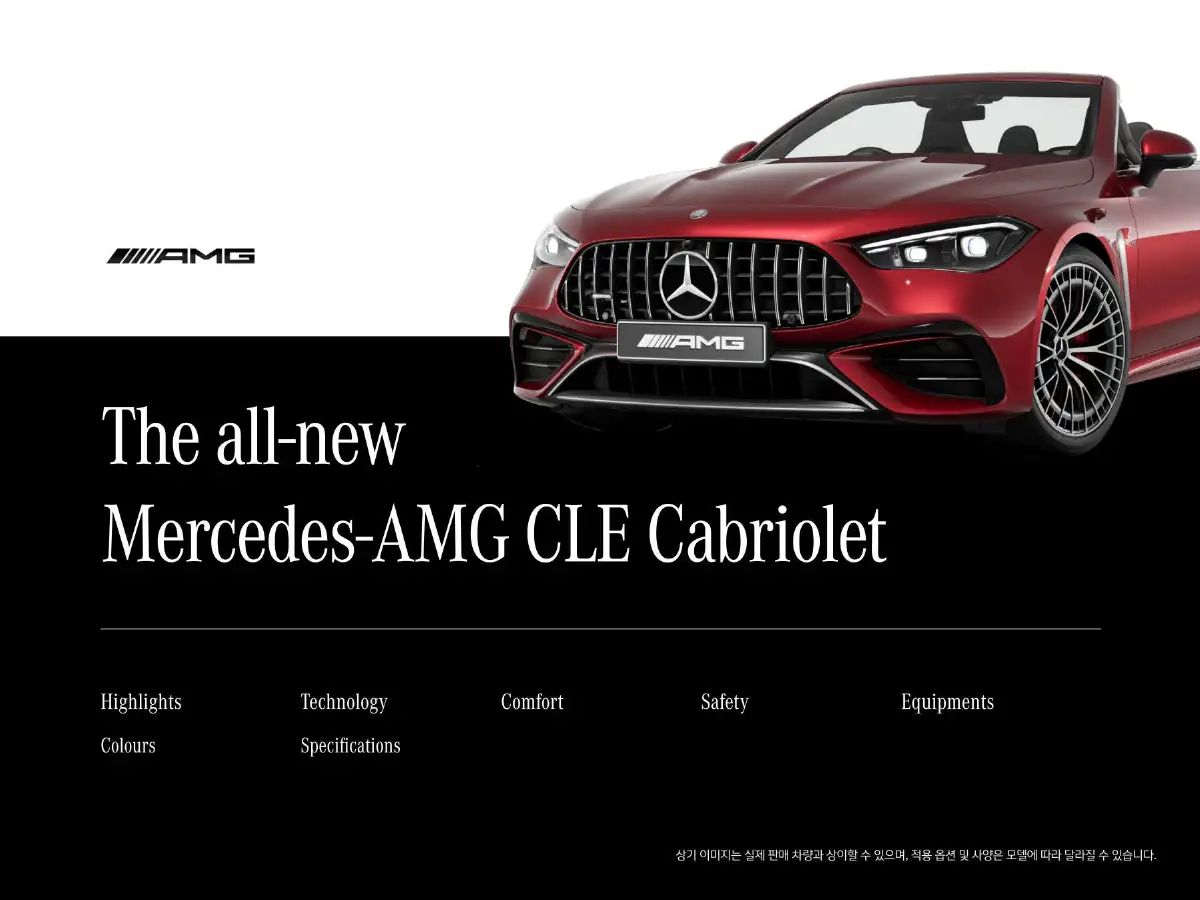 AMG
AMG
The all-new
Mercedes-AMG CLE Cabriolet
Highlights
Technology
Comfort
Safety
Equipments
Colours
Specifications
상기 이미지는 실제 판매 차량과 상이할 수 있으며, 적용 옵션 및 사양은 모델에 따라 달라질 수 있습니다.